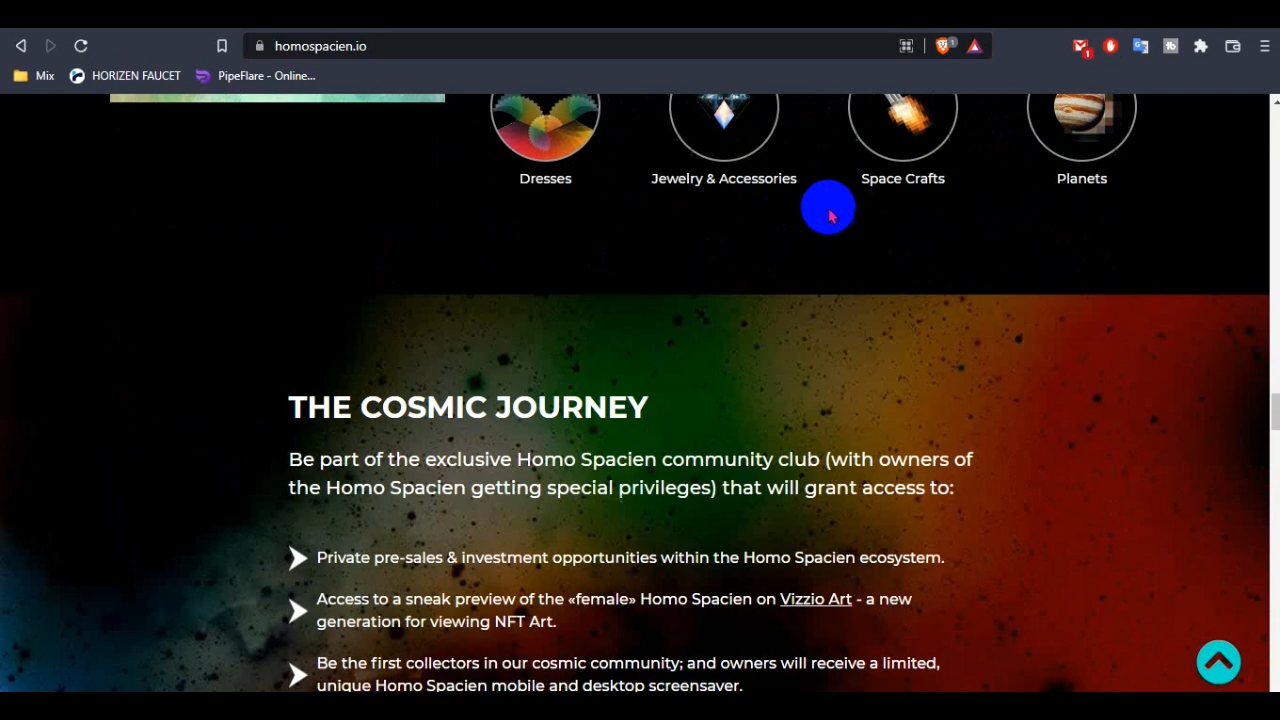 homospacien.io
1
1
Mix
HORIZEN FAUCET
PipeFlare - Online...
Dresses
Jewelry & Accessories
Space Crafts
Planets
THE COSMIC JOURNEY
Be part of the exclusive Homo Spacien community club (with owners of
the Homo Spacien getting special privileges) that will grant access to:
Private pre-sales & investment opportunities within the Homo Spacien ecosystem.
Access to a sneak preview of the «female» Homo Spacien on Vizzio Art - a new
generation for viewing NFT Art.
Be the first collectors in our cosmic community; and owners will receive a limited,
unique Homo Spacien mobile and desktop screensaver.